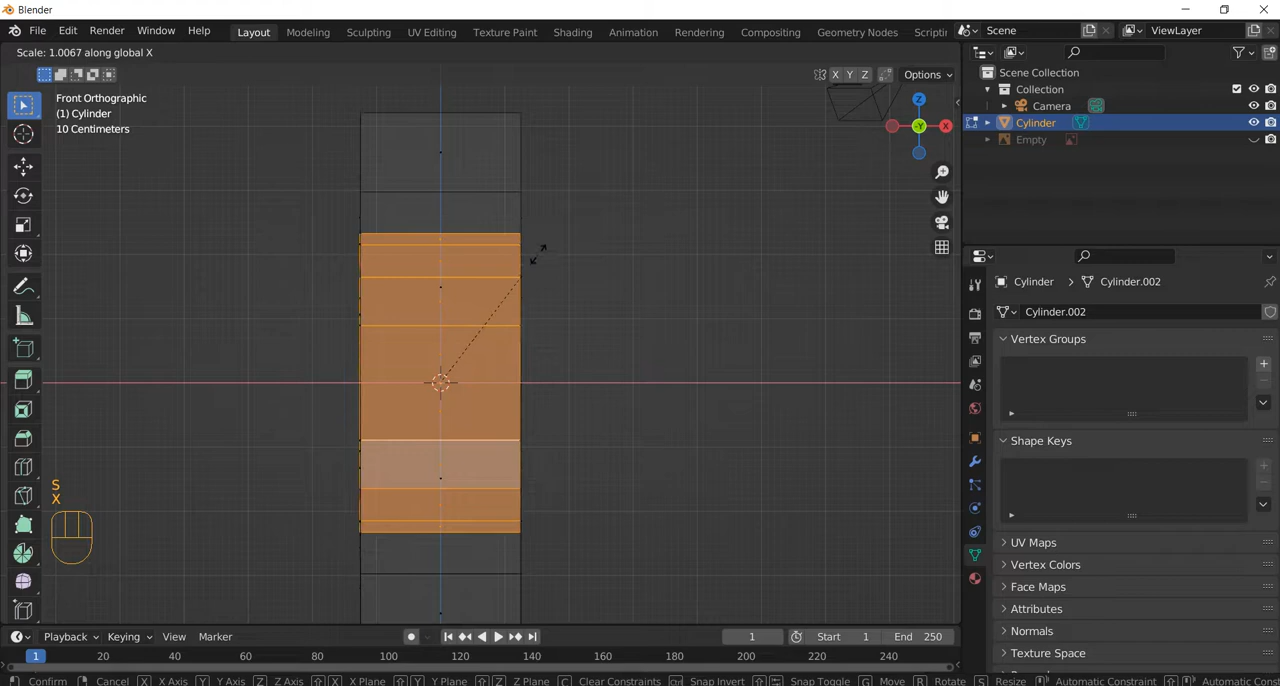 Blender
File Edit Render Window Help
Layout Modeling Sculpting UV Editing Texture Paint Shading Animation Rendering Compositing Geometry Nodes Scriptin
Scene
ViewLayer
Scale: 1.0067 along global X
X Y Z
Options
Front Orthographic
(1) Cylinder
10 Centimeters
Z
-Y
X
S
X
Scene Collection
Collection
Camera
Cylinder
Empty
Cylinder > Cylinder.002
Cylinder.002
Vertex Groups
Shape Keys
UV Maps
Vertex Colors
Face Maps
Attributes
Normals
Texture Space
Playback Keying View Marker
1
Start 1
End 250
1 20 40 60 80 100 120 140 160 180 200 220 240
Confirm Cancel X X Axis Y Y Axis Z Z Axis X X Plane Y Y Plane Z Z Plane C Clear Constraints Ctrl Snap Invert Snap Toggle G Move R Rotate S Resize Automatic Constraint Automatic Cons